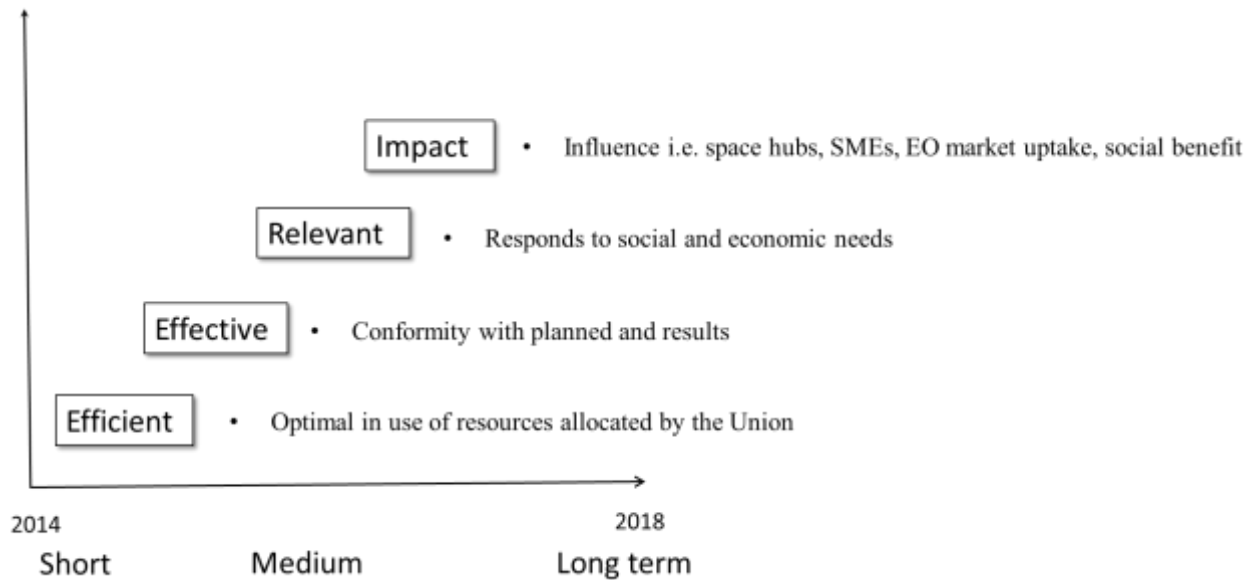 Impact • Influence i.e. space hubs, SMEs, EO market uptake, social benefit
Relevant • Responds to social and economic needs
Effective • Conformity with planned and results
Efficient • Optimal in use of resources allocated by the Union
2014 2018
Short Medium Long term